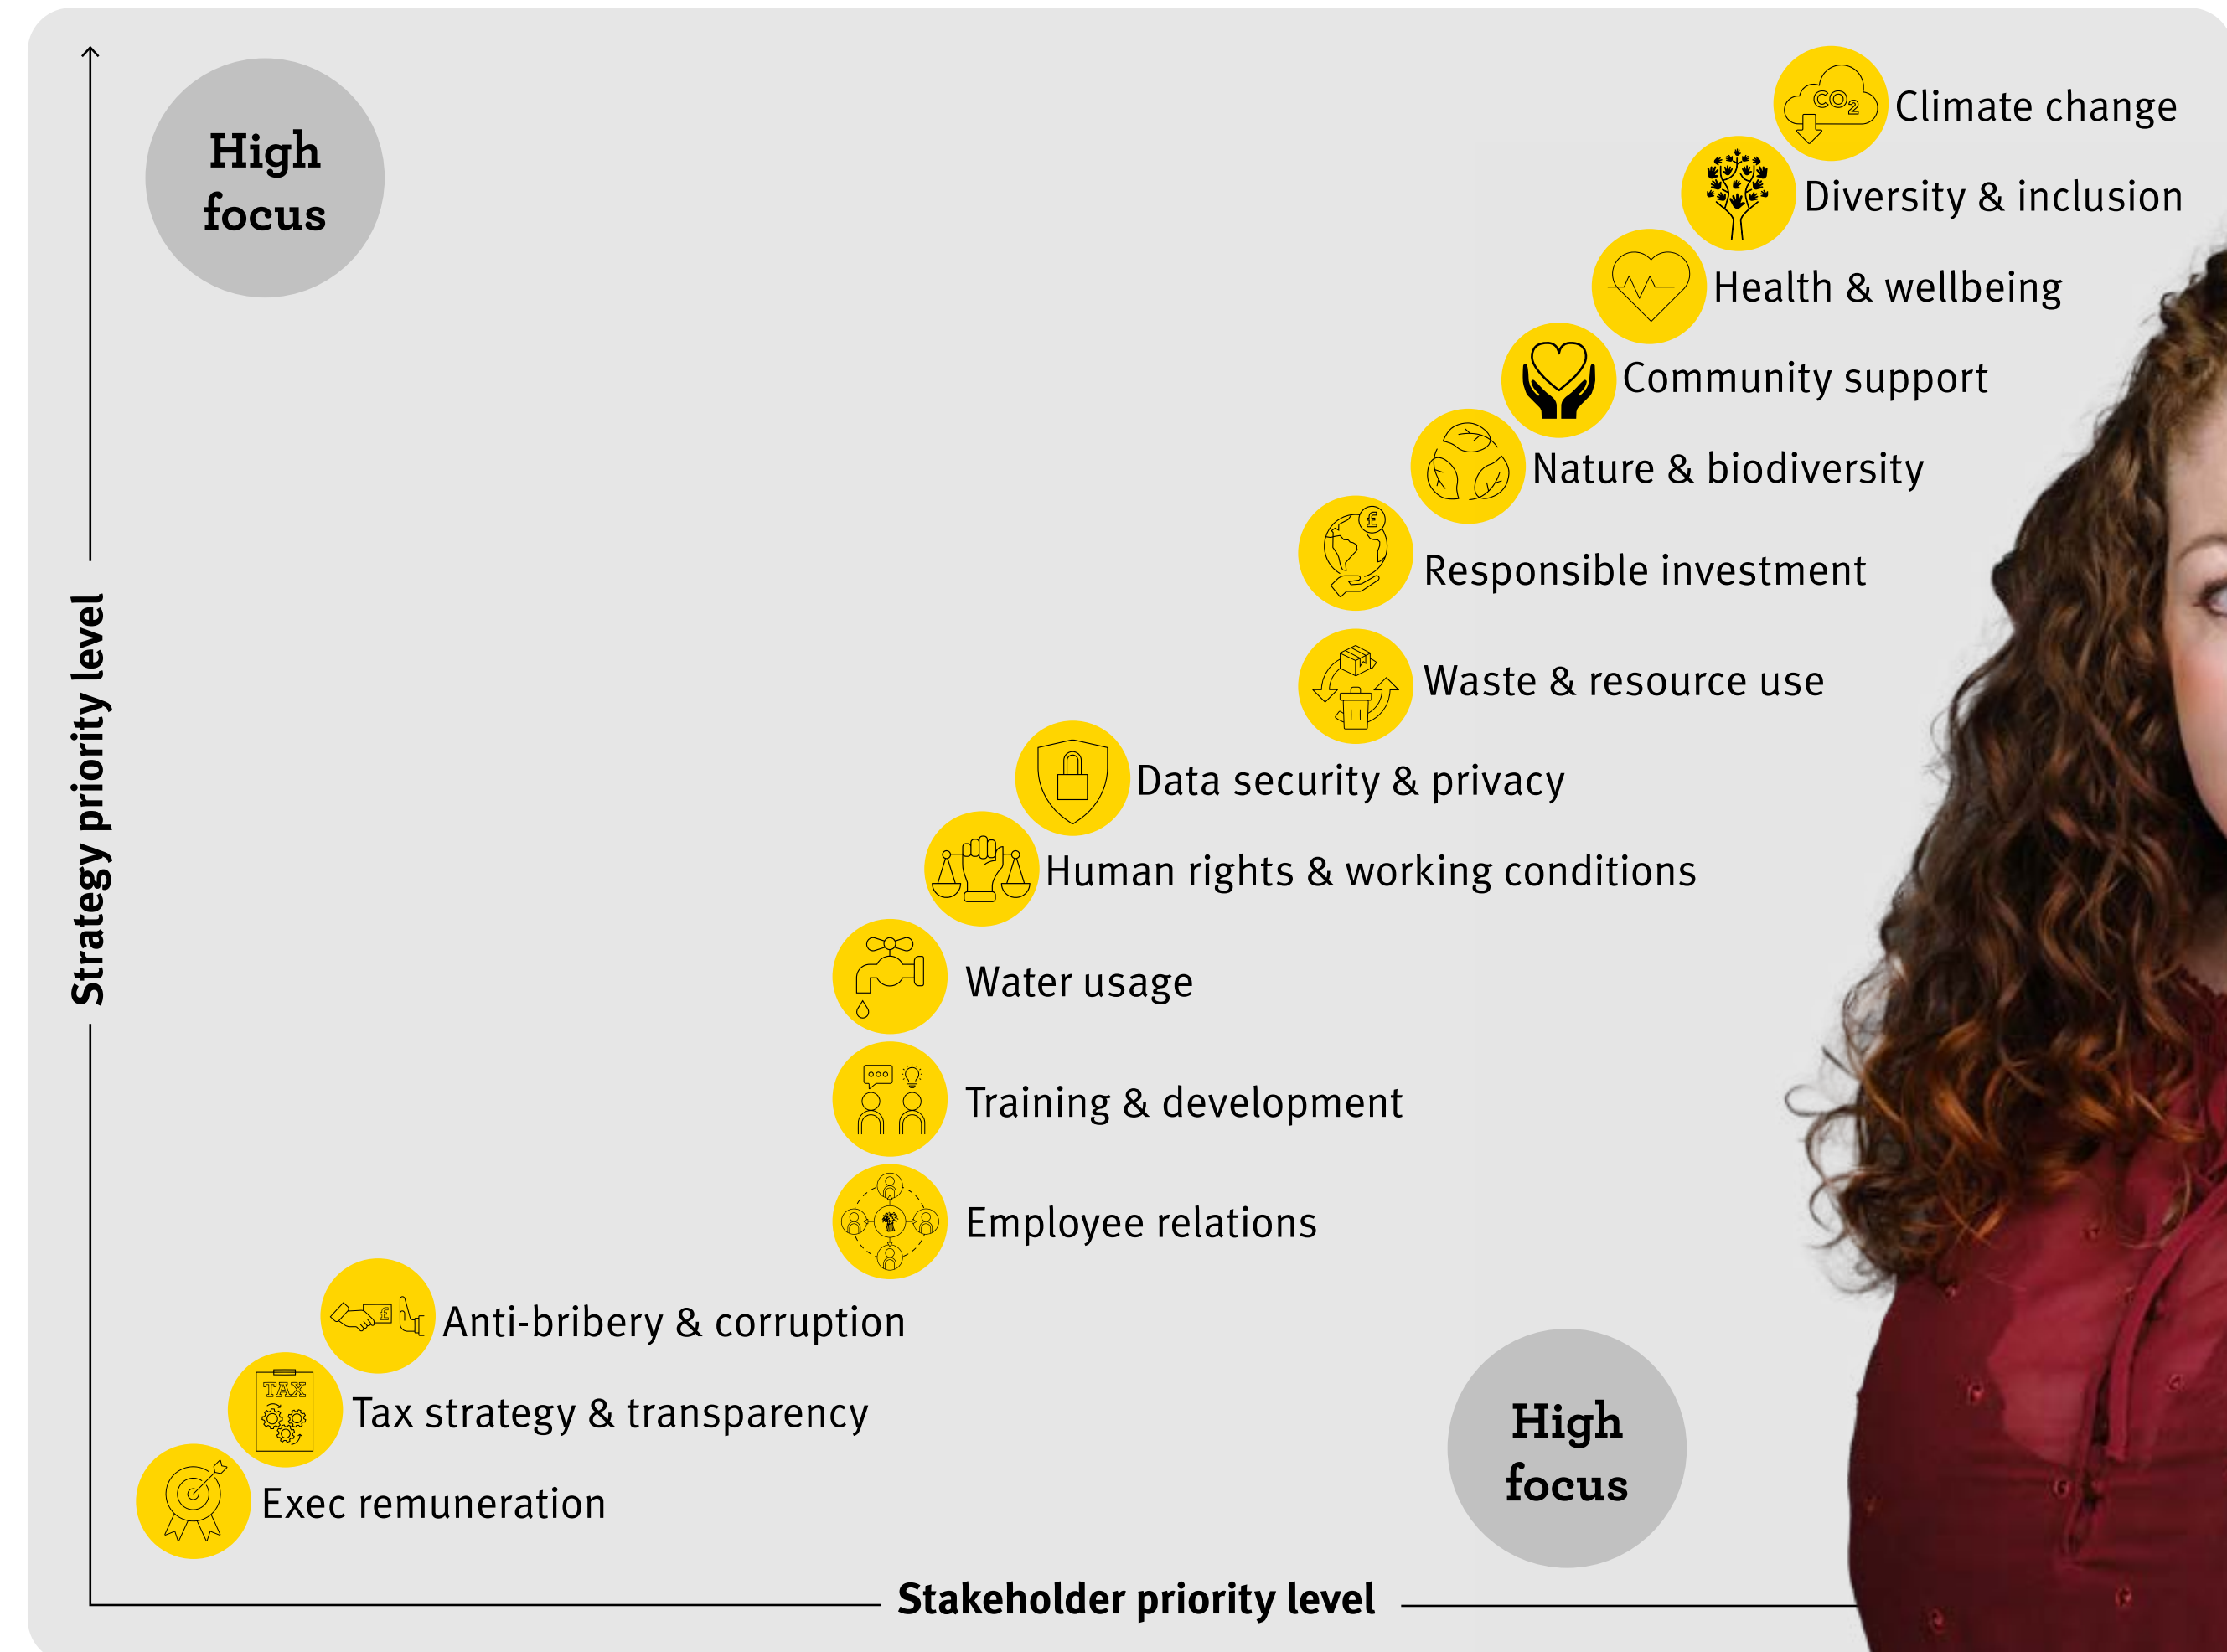 High
focus
CO2
Climate change
Diversity & inclusion
Health & wellbeing
Community support
Nature & biodiversity
£
Responsible investment
Waste & resource use
Data security & privacy
Human rights & working conditions
Water usage
Training & development
Employee relations
£
Anti-bribery & corruption
TAX
Tax strategy & transparency
Exec remuneration
High
focus
Strategy priority level
Stakeholder priority level